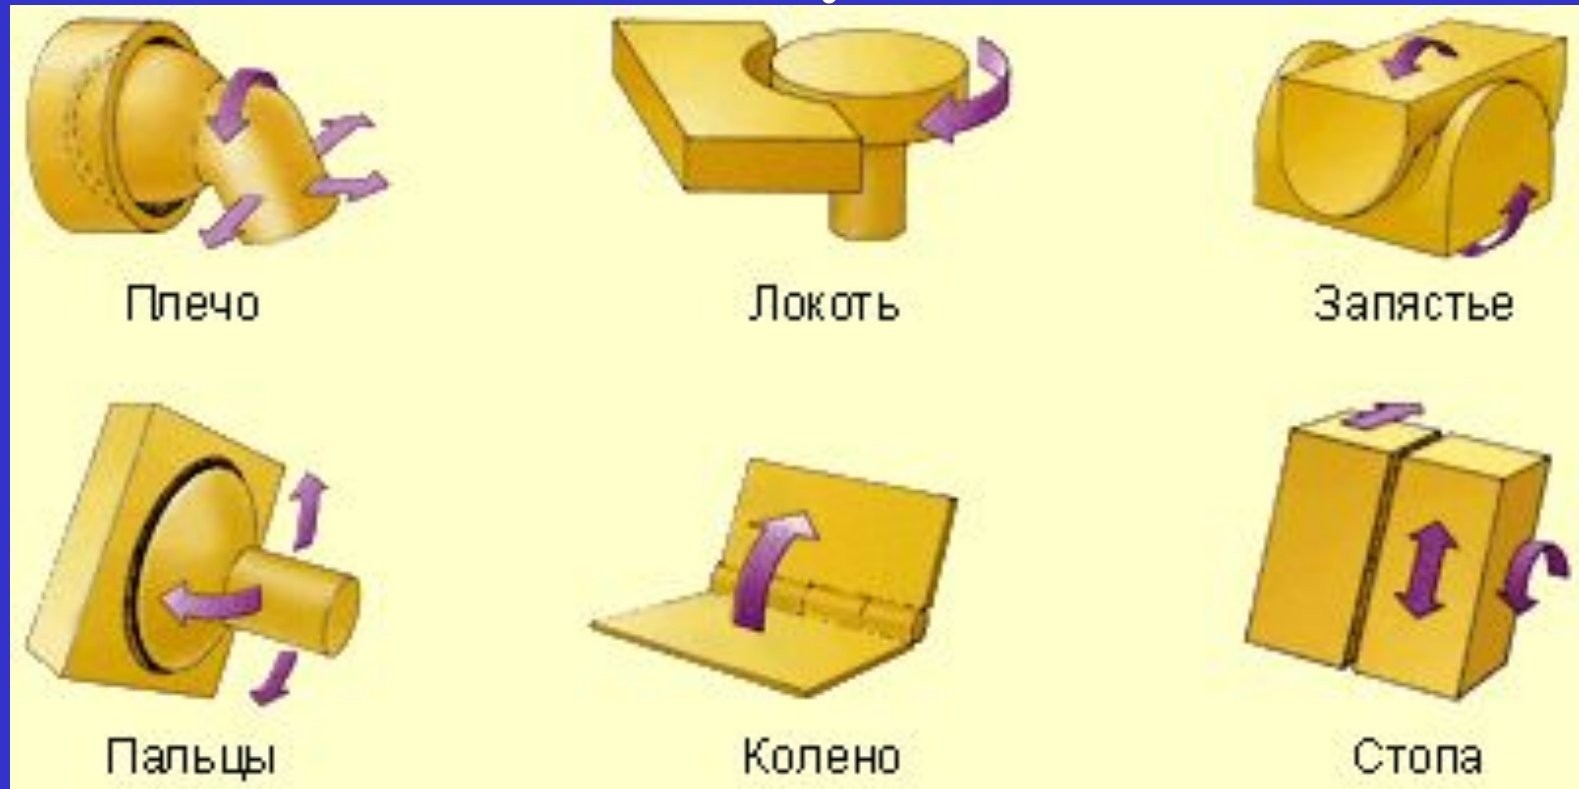 Плечо
Локоть
Запястье
Пальцы
Колено
Стопа